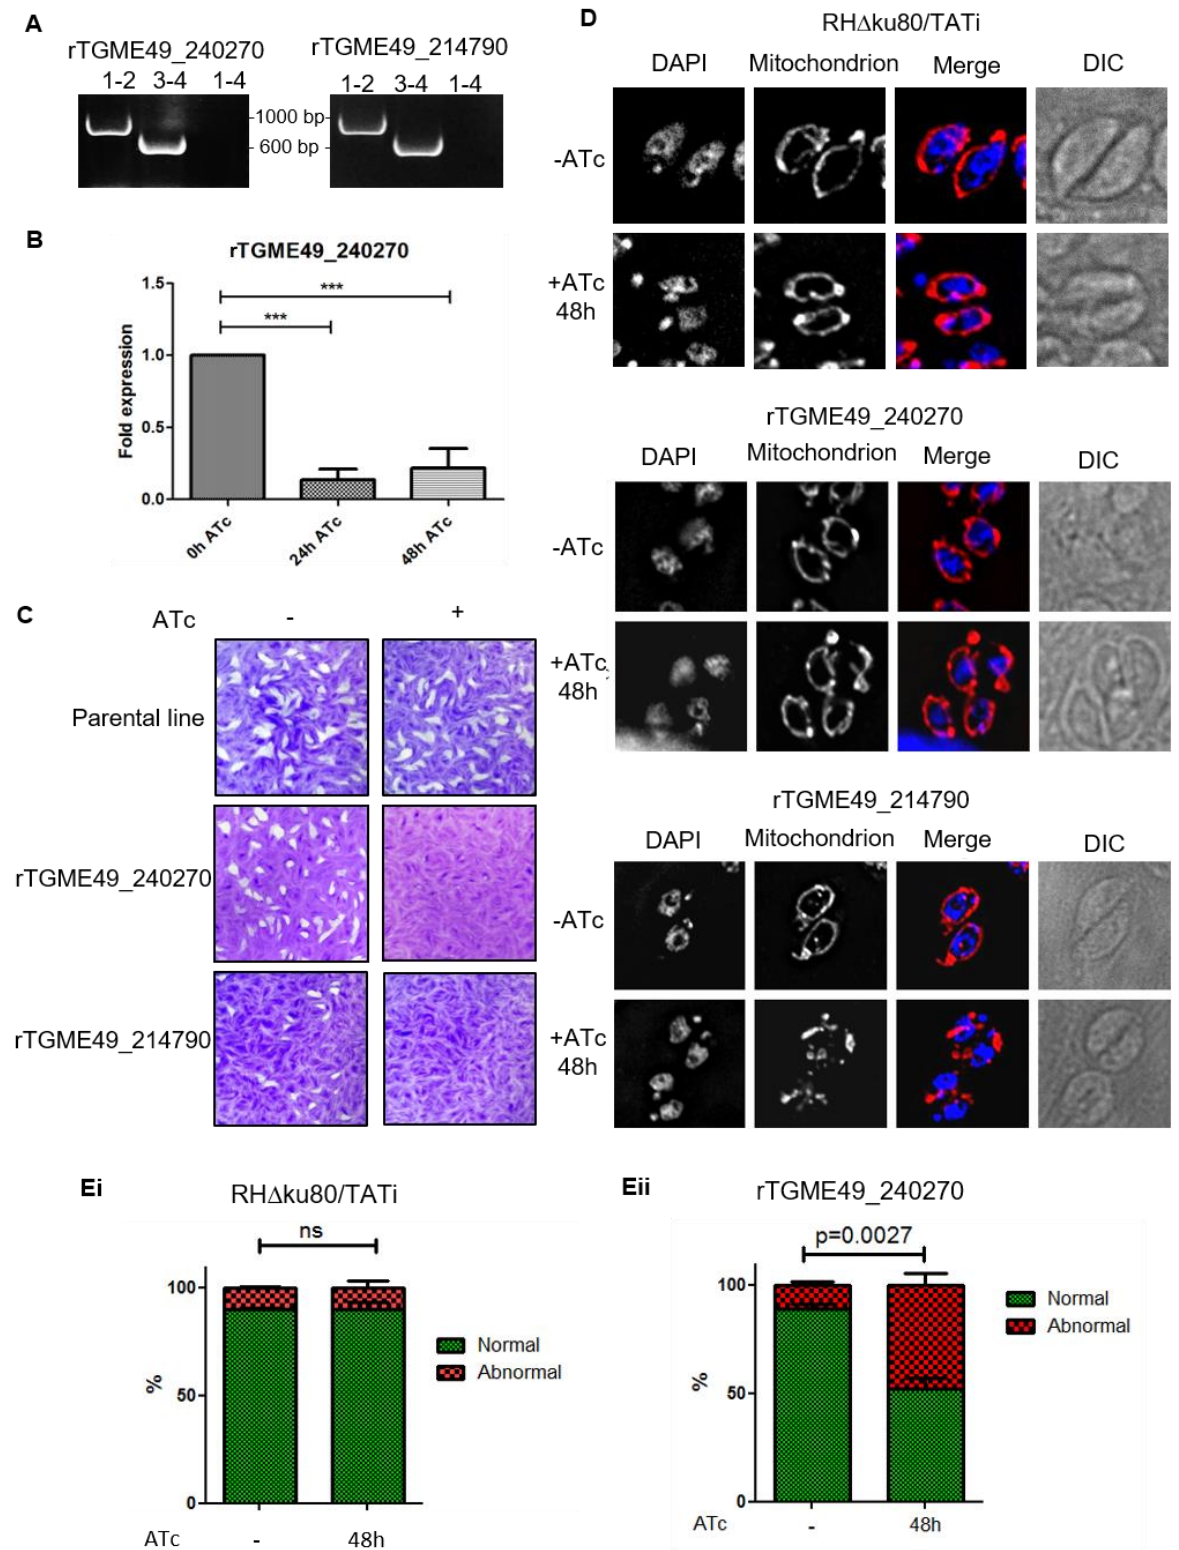 A
rTGME49_240270
rTGME49_214790
1-2 3-4 1-4
1-2 3-4 1-4
1000 bp
600 bp
B
rTGME49_240270
Fold expression
1.5
1.0
0.5
0.0
***
***
0h ATc
24h ATc
48h ATc
C
ATc - +
Parental line
rTGME49_240270
rTGME49_214790
D
RHΔku80/TATi
DAPI Mitochondrion Merge DIC
-ATc
+ATc
48h
rTGME49_240270
DAPI Mitochondrion Merge DIC
-ATc
+ATc
48h
rTGME49_214790
DAPI Mitochondrion Merge DIC
-ATc
+ATc
48h
Ei
RHΔku80/TATi
ns
100
50
0
%
Normal
Abnormal
ATc - 48h
Eii
rTGME49_240270
p=0.0027
100
50
0
%
Normal
Abnormal
ATc - 48h